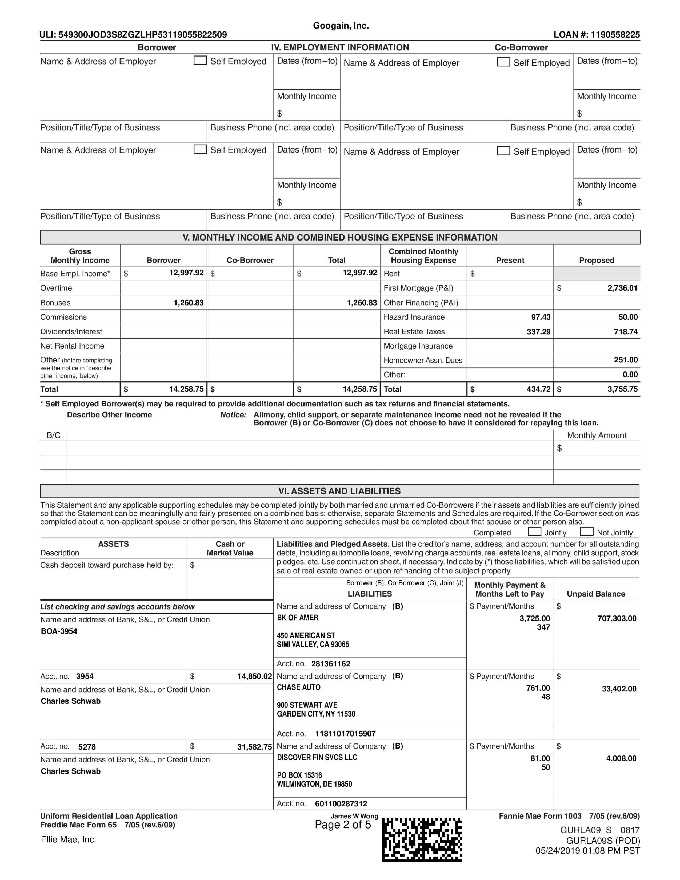 Googain, Inc.
ULI: 549300JOD3S8ZGZLHP53119055822509 LOAN #: 1190558225
Borrower IV. EMPLOYMENT INFORMATION Co-Borrower
Name & Address of Employer Self Employed Dates (from–to) Name & Address of Employer Self Employed Dates (from–to)
Monthly Income Monthly Income
$ $
Position/Title/Type of Business Business Phone (incl. area code) Position/Title/Type of Business Business Phone (incl. area code)
Name & Address of Employer Self Employed Dates (from–to) Name & Address of Employer Self Employed Dates (from–to)
Monthly Income Monthly Income
$ $
Position/Title/Type of Business Business Phone (incl. area code) Position/Title/Type of Business Business Phone (incl. area code)
V. MONTHLY INCOME AND COMBINED HOUSING EXPENSE INFORMATION
Gross Combined Monthly
Monthly Income Borrower Co-Borrower Total Housing Expense Present Proposed
Base Empl. Income* $ 12,997.92 $ $ 12,997.92 Rent $
Overtime First Mortgage (P&I) $ 2,736.01
Bonuses 1,260.83 1,260.83 Other Financing (P&I)
Commissions Hazard Insurance 97.43 50.00
Dividends/Interest Real Estate Taxes 337.29 718.74
Net Rental Income Mortgage Insurance
Other (before completing, Homeowner Assn. Dues 251.00
see the notice in "describe
other income," below) Other: 0.00
Total $ 14,258.75 $ $ 14,258.75 Total $ 434.72 $ 3,755.75
* Self Employed Borrower(s) may be required to provide additional documentation such as tax returns and financial statements.
Describe Other Income Notice: Alimony, child support, or separate maintenance income need not be revealed if the
Borrower (B) or Co-Borrower (C) does not choose to have it considered for repaying this loan.
B/C Monthly Amount
$
VI. ASSETS AND LIABILITIES
This Statement and any applicable supporting schedules may be completed jointly by both married and unmarried Co-Borrowers if their assets and liabilities are sufficiently joined
so that the Statement can be meaningfully and fairly presented on a combined basis; otherwise, separate Statements and Schedules are required. If the Co-Borrower section was
completed about a non-applicant spouse or other person, this Statement and supporting schedules must be completed about that spouse or other person also.
Completed Jointly Not Jointly
ASSETS Cash or Liabilities and Pledged Assets. List the creditor's name, address, and account number for all outstanding
Description Market Value debts, including automobile loans, revolving charge accounts, real estate loans, alimony, child support, stock
Cash deposit toward purchase held by: $ pledges, etc. Use continuation sheet, if necessary. Indicate by (*) those liabilities, which will be satisfied upon
sale of real estate owned or upon refinancing of the subject property.
Borrower (B), Co-Borrower (C), Joint (J) Monthly Payment &
LIABILITIES Months Left to Pay Unpaid Balance
List checking and savings accounts below Name and address of Company (B) $ Payment/Months $
Name and address of Bank, S&L, or Credit Union BK OF AMER 3,725.00 707,303.00
BOA-3954 347
450 AMERICAN ST
SIMI VALLEY, CA 93065
Acct. no. 281361162
Acct. no. 3954 $ 14,850.02 Name and address of Company (B) $ Payment/Months $
Name and address of Bank, S&L, or Credit Union CHASE AUTO 761.00 33,402.00
Charles Schwab 48
900 STEWART AVE
GARDEN CITY, NY 11530
Acct. no. 11811017015907
Acct. no. 5278 $ 31,582.75 Name and address of Company (B) $ Payment/Months $
Name and address of Bank, S&L, or Credit Union DISCOVER FIN SVCS LLC 81.00 4,008.00
Charles Schwab 50
PO BOX 15316
WILMINGTON, DE 19850
Acct. no. 601100287312
Uniform Residential Loan Application James W Wong Fannie Mae Form 1003 7/05 (rev.6/09)
Freddie Mac Form 65 7/05 (rev.6/09) Page 2 of 5
Ellie Mae, Inc. GURLA09_S 0817
GURLA09S (POD)
05/24/2019 01:08 PM PST